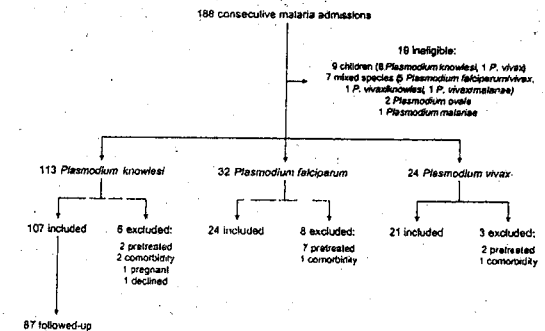 188 consecutive malaria admissions
19 ineligible:
9 children (8 Plasmodium knowlesi, 1 P. vivax)
7 mixed species (5 Plasmodium falciparum/vivax,
1 P. vivax/knowlesi, 1 P. vivax/malariae)
2 Plasmodium ovale
1 Plasmodium malariae
113 Plasmodium knowlesi
32 Plasmodium falciparum
24 Plasmodium vivax
107 included
6 excluded:
2 pretreated
2 comorbidity
1 pregnant
1 declined
24 included
8 excluded:
7 pretreated
1 comorbidity
21 included
3 excluded:
2 pretreated
1 comorbidity
87 followed-up